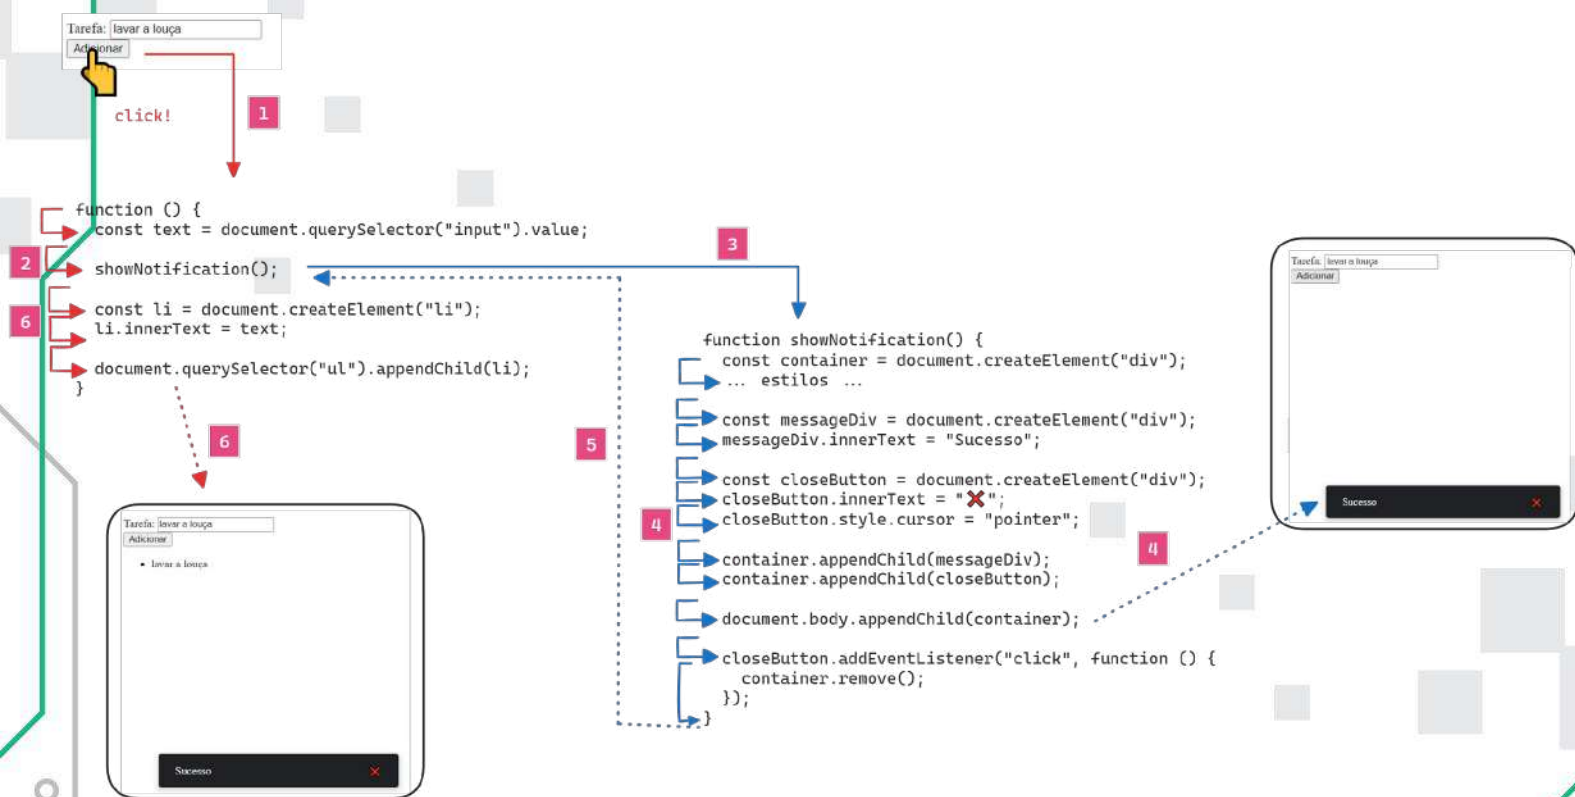 Tarefa: lavar a louça
Adicionar
click!
1
function () {
const text = document.querySelector("input").value;
2
showNotification();
3
6
const li = document.createElement("li");
li.innerText = text;
document.querySelector("ul").appendChild(li);
}
6
Tarefa: lavar a louça
Adicionar
• lavar a louça
Sucesso
5
function showNotification() {
const container = document.createElement("div");
... estilos ...
const messageDiv = document.createElement("div");
messageDiv.innerText = "Sucesso";
const closeButton = document.createElement("div");
closeButton.innerText = "❌";
closeButton.style.cursor = "pointer";
4
container.appendChild(messageDiv);
container.appendChild(closeButton);
4
document.body.appendChild(container);
closeButton.addEventListener("click", function () {
container.remove();
});
}
Tarefa: lavar a louça
Adicionar
Sucesso